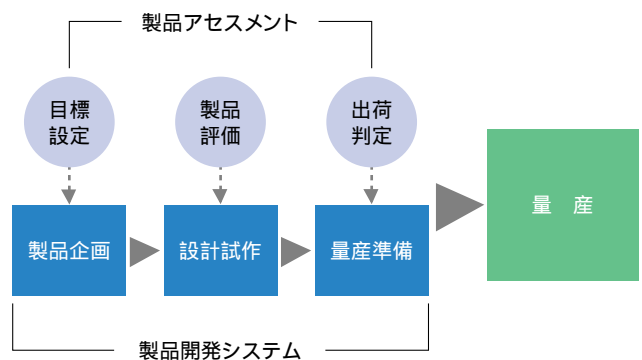 製品アセスメント
目標
設定
製品
評価
出荷
判定
製品企画
設計試作
量産準備
量 産
製品開発システム